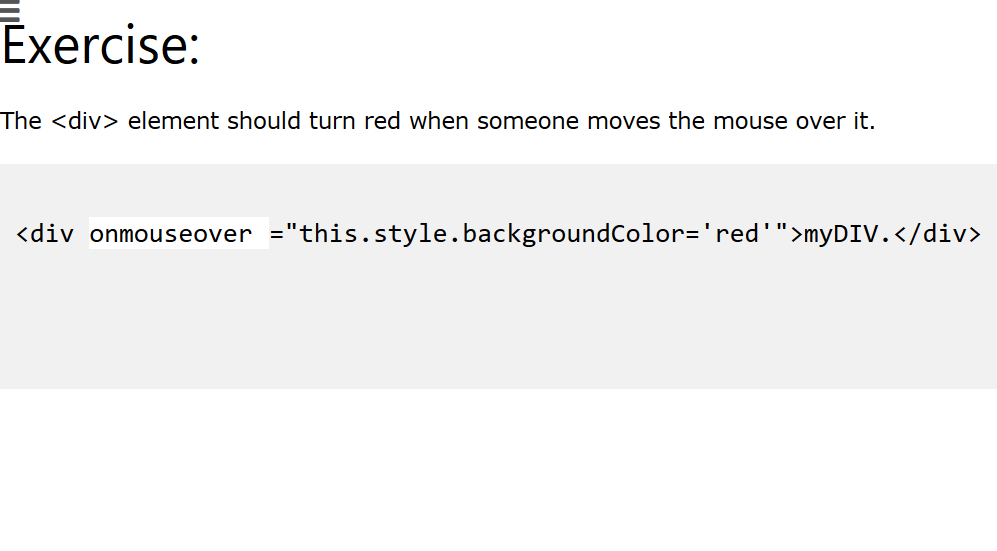 Exercise:
The <div> element should turn red when someone moves the mouse over it.
<div onmouseover ="this.style.backgroundColor='red'">myDIV.</div>